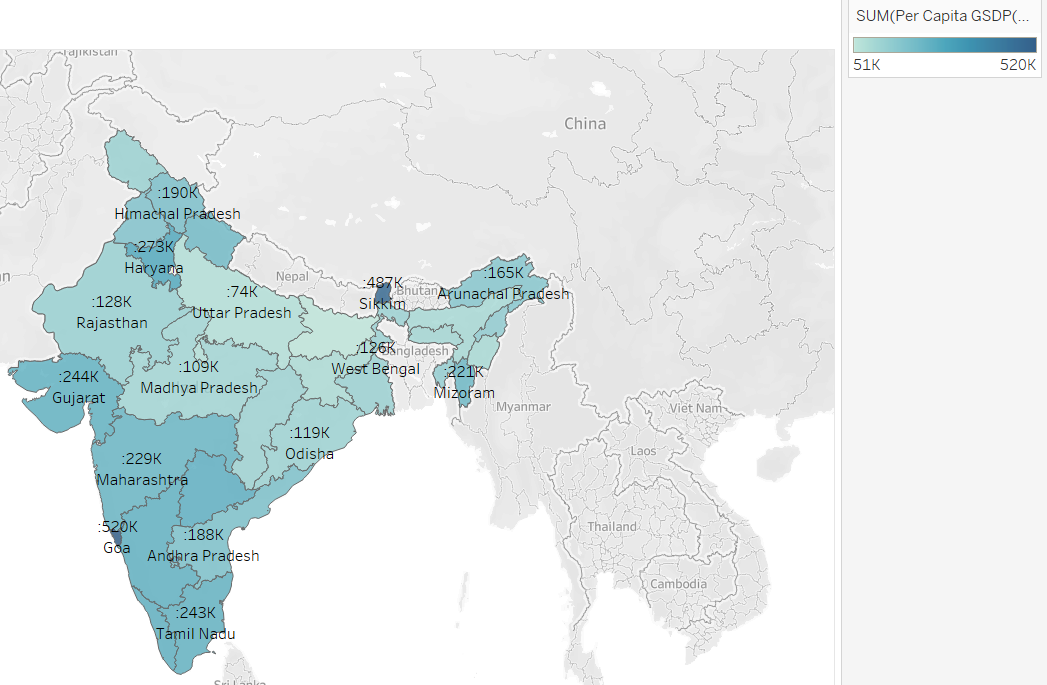 SUM(Per Capita GSDP(...
51K
520K
Tajikistan
China
:190K
Himachal Pradesh
:273K
Haryana
Nepal
:487K
Sikkim
Bhutan
:165K
Arunachal Pradesh
:74K
Uttar Pradesh
:128K
Rajasthan
:126K
Bangladesh
West Bengal
:109K
Madhya Pradesh
:244K
Gujarat
:221K
Mizoram
Myanmar
Viet Nam
:119K
Odisha
Laos
:229K
Maharashtra
:520K
Goa
:188K
Andhra Pradesh
Thailand
Cambodia
:243K
Tamil Nadu
Sri Lanka